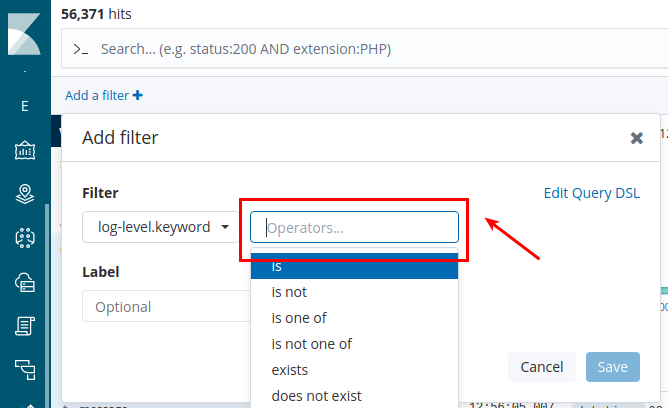 56,371 hits
>_ Search... (e.g. status:200 AND extension:PHP)
Add a filter +
E
Add filter
Filter
Edit Query DSL
log-level.keyword
Operators...
is
is not
is one of
is not one of
exists
does not exist
Label
Optional
Cancel
Save
message
12:56:05.007